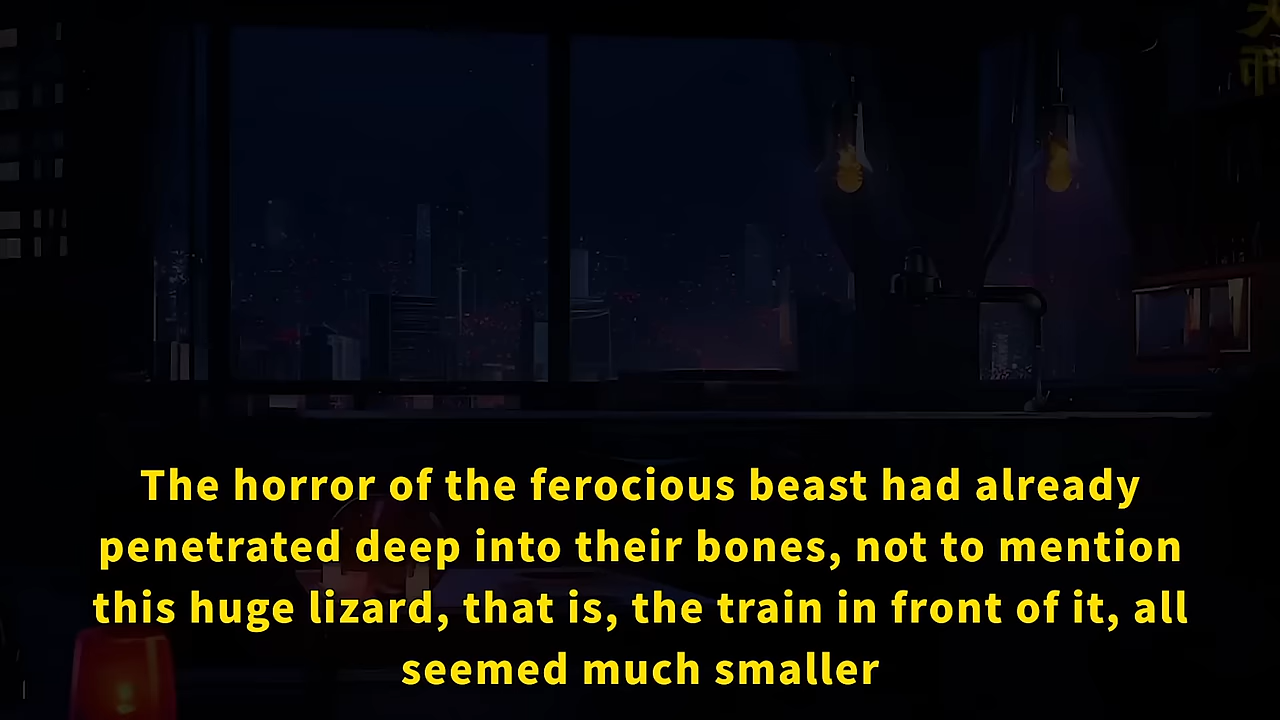 The horror of the ferocious beast had already
penetrated deep into their bones, not to mention
this huge lizard, that is, the train in front of it, all
seemed much smaller